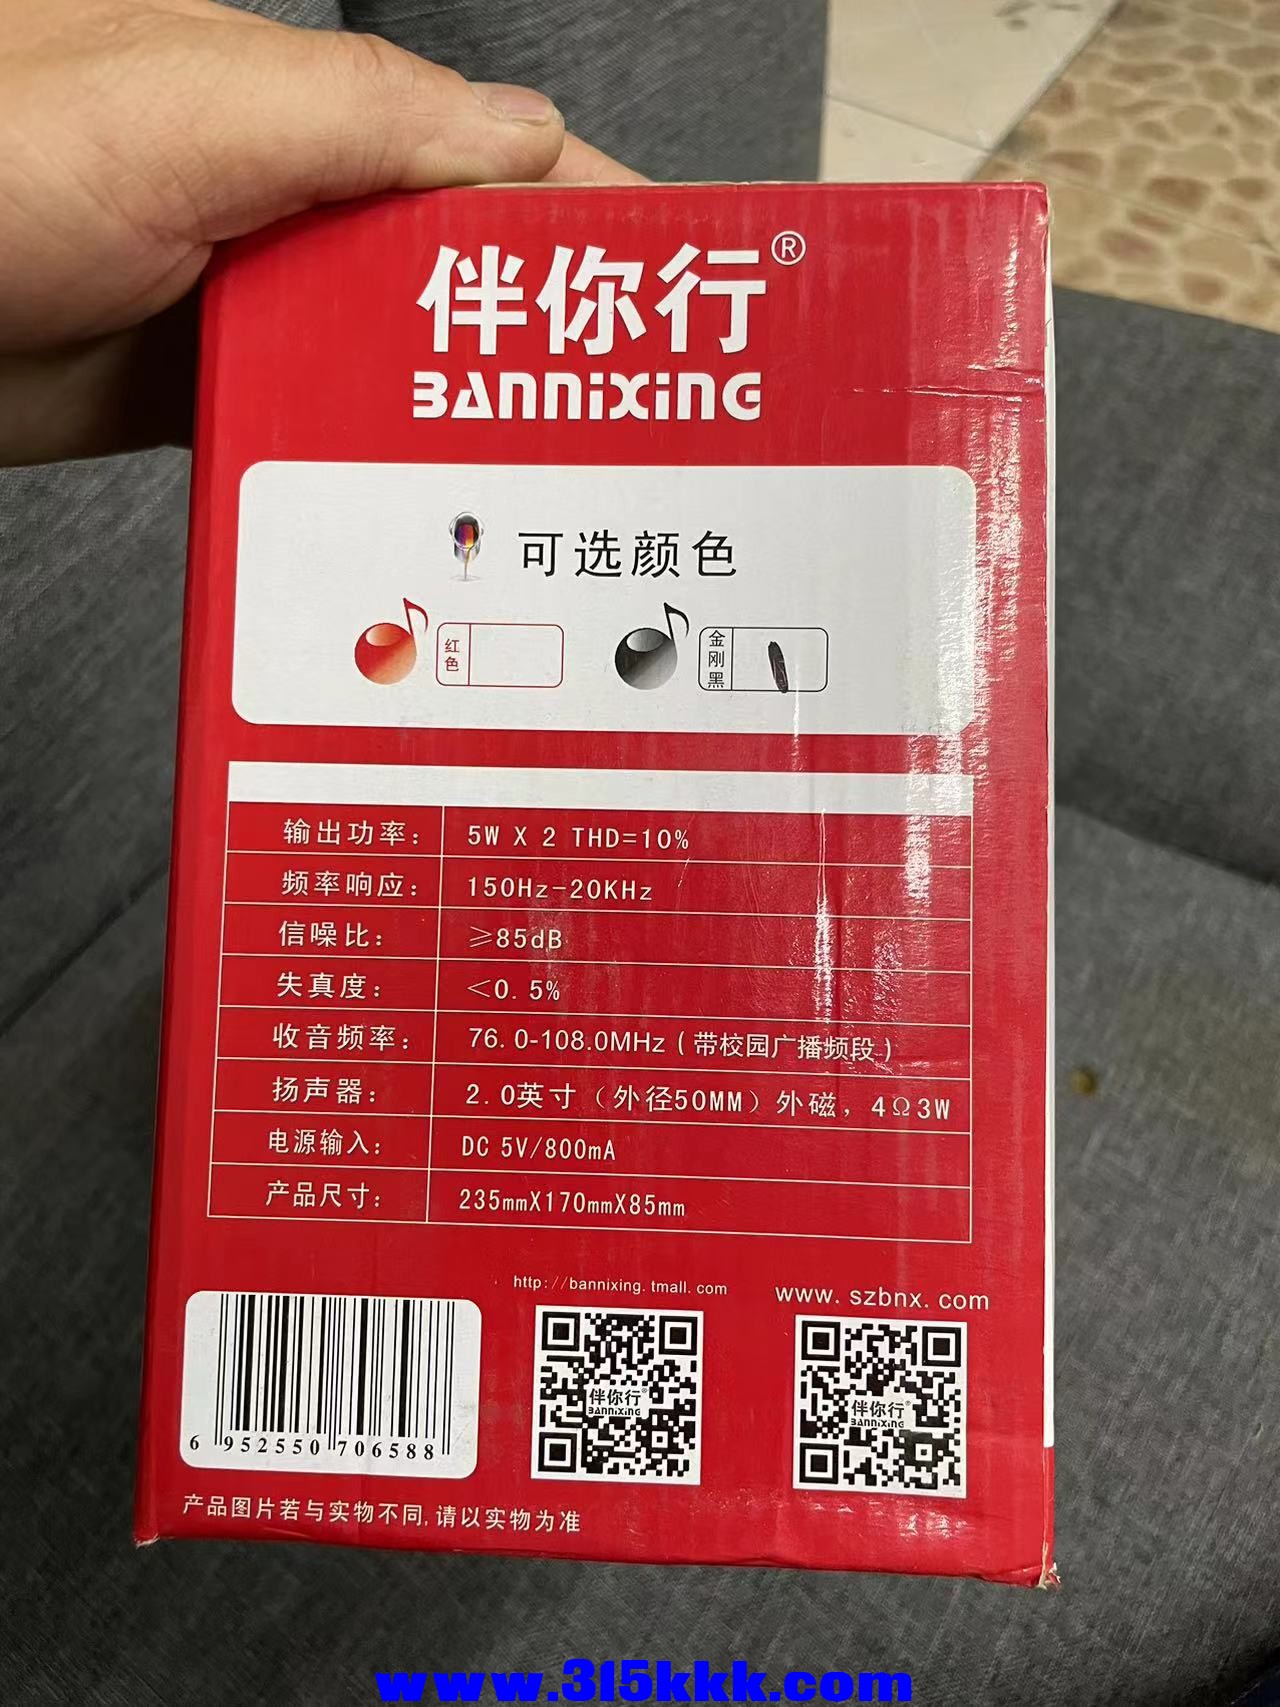 伴你行®
BANNiXiNG
可选颜色
红色
金刚黑
输出功率： 5W X 2 THD=10%
频率响应： 150Hz-20KHz
信噪比： ≥85dB
失真度： <0.5%
收音频率： 76.0-108.0MHz（带校园广播频段）
扬声器： 2.0英寸（外径50MM）外磁，4Ω3W
电源输入： DC 5V/800mA
产品尺寸： 235mmX170mmX85mm
http://bannixing.tmall.com
www.szbnx.com
伴你行®
BANNiXiNG
伴你行®
BANNiXiNG
6 952550 706588
产品图片若与实物不同,请以实物为准
www.315kkk.com